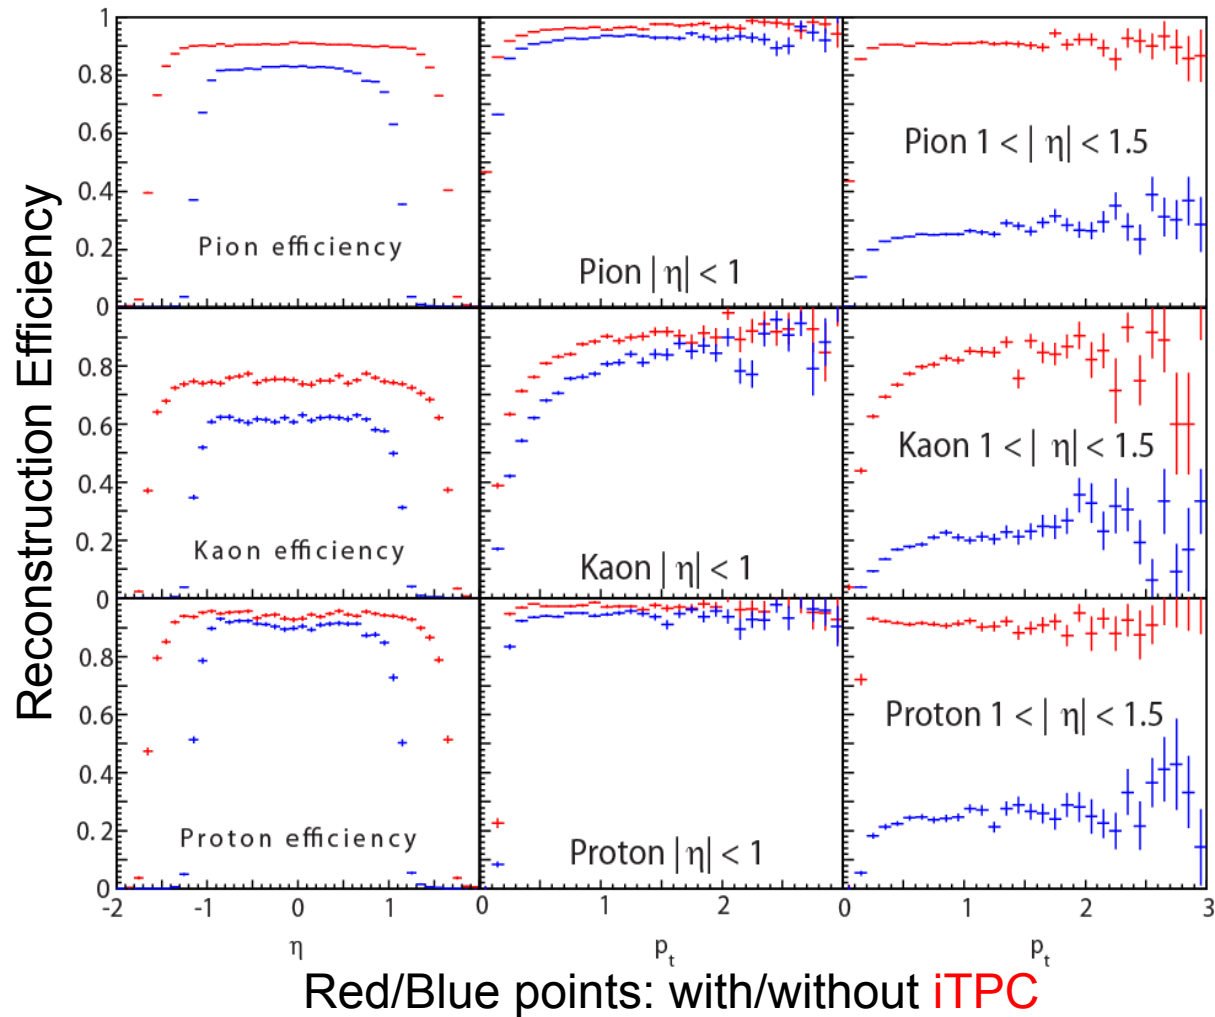 Reconstruction Efficiency
1
0.8
0.6
0.4
0.2
0
Pion efficiency
Pion |η| < 1
Pion 1 < | η| < 1.5
0.8
0.6
0.4
0.2
0
Kaon efficiency
Kaon |η| < 1
Kaon 1 < | η| < 1.5
0.8
0.6
0.4
0.2
0
Proton efficiency
Proton |η| < 1
Proton 1 < | η| < 1.5
-2 -1 0 1 0 1 2 0 1 2 3
η pt pt
Red/Blue points: with/without iTPC